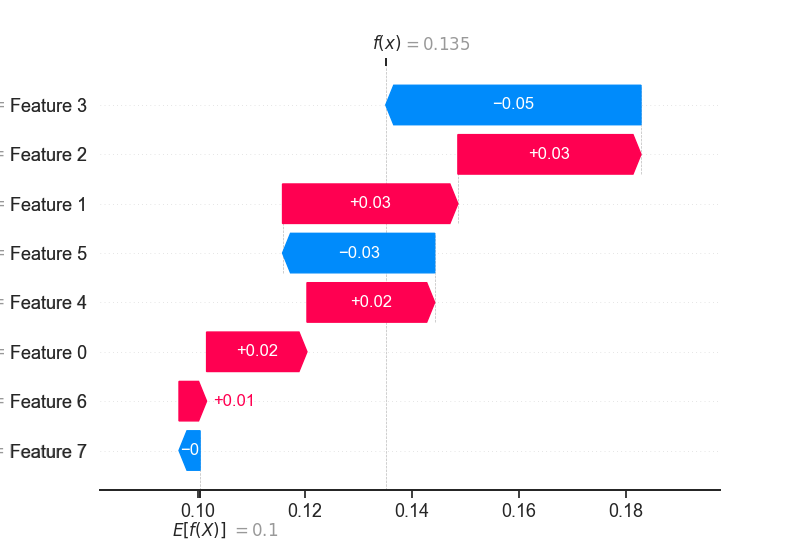 f(x) = 0.135
= Feature 3 −0.05
= Feature 2 +0.03
= Feature 1 +0.03
= Feature 5 −0.03
= Feature 4 +0.02
= Feature 0 +0.02
= Feature 6 +0.01
= Feature 7 −0
0.10 0.12 0.14 0.16 0.18
E[f(X)] = 0.1